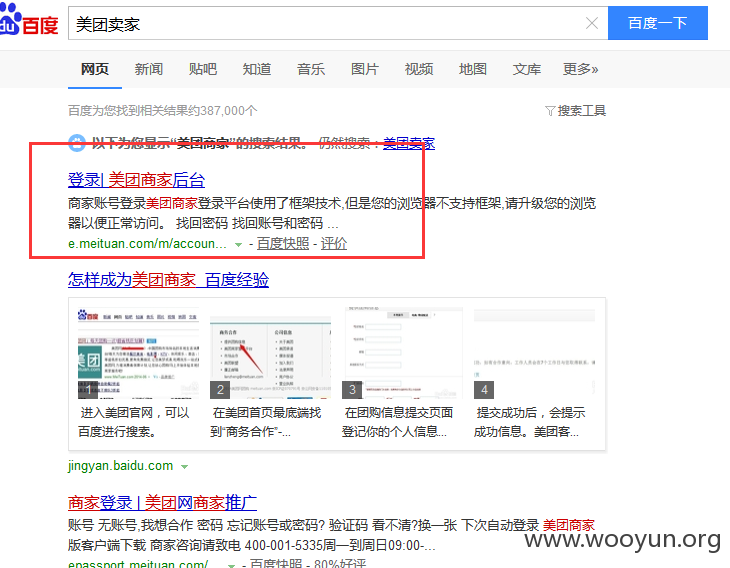 du 百度
美团卖家
百度一下
网页 新闻 贴吧 知道 音乐 图片 视频 地图 文库 更多»
百度为您找到相关结果约387,000个
搜索工具
以下为您显示“美团商家”的搜索结果。 仍然搜索：美团卖家
登录| 美团商家后台
商家账号登录美团商家登录平台使用了框架技术,但是您的浏览器不支持框架,请升级您的浏览
器以便正常访问。 找回密码 找回账号和密码 ...
e.meituan.com/m/accoun... - 百度快照 - 评价
怎样成为美团商家_百度经验
1
2
3
4
商务合作
进入美团官网，可以
百度进行搜索。
在美团首页最底端找
到“商务合作”-...
在团购信息提交页面
登记你的个人信息...
提交成功后，会提示
成功信息。美团客...
jingyan.baidu.com
商家登录 | 美团网商家推广
账号 无账号,我想合作 密码 忘记账号或密码? 验证码 看不清?换一张 下次自动登录 美团商家
版客户端下载 商家咨询请致电 400-001-5335周一到周日09:00-...
epassport.meituan.com/ ... - 百度快照 - 80%好评
www.wooyun.org